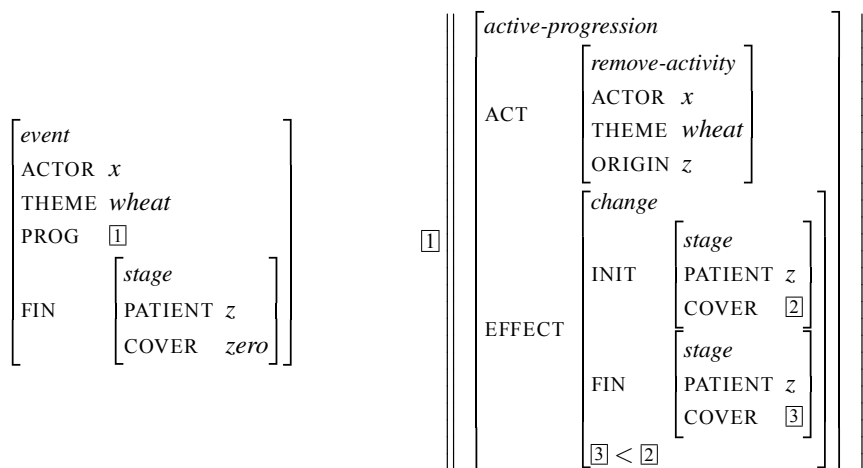 event
ACTOR x
THEME wheat
PROG 1
FIN
stage
PATIENT z
COVER zero
1
active-progression
ACT
remove-activity
ACTOR x
THEME wheat
ORIGIN z
EFFECT
change
INIT
stage
PATIENT z
COVER 2
FIN
stage
PATIENT z
COVER 3
3 < 2